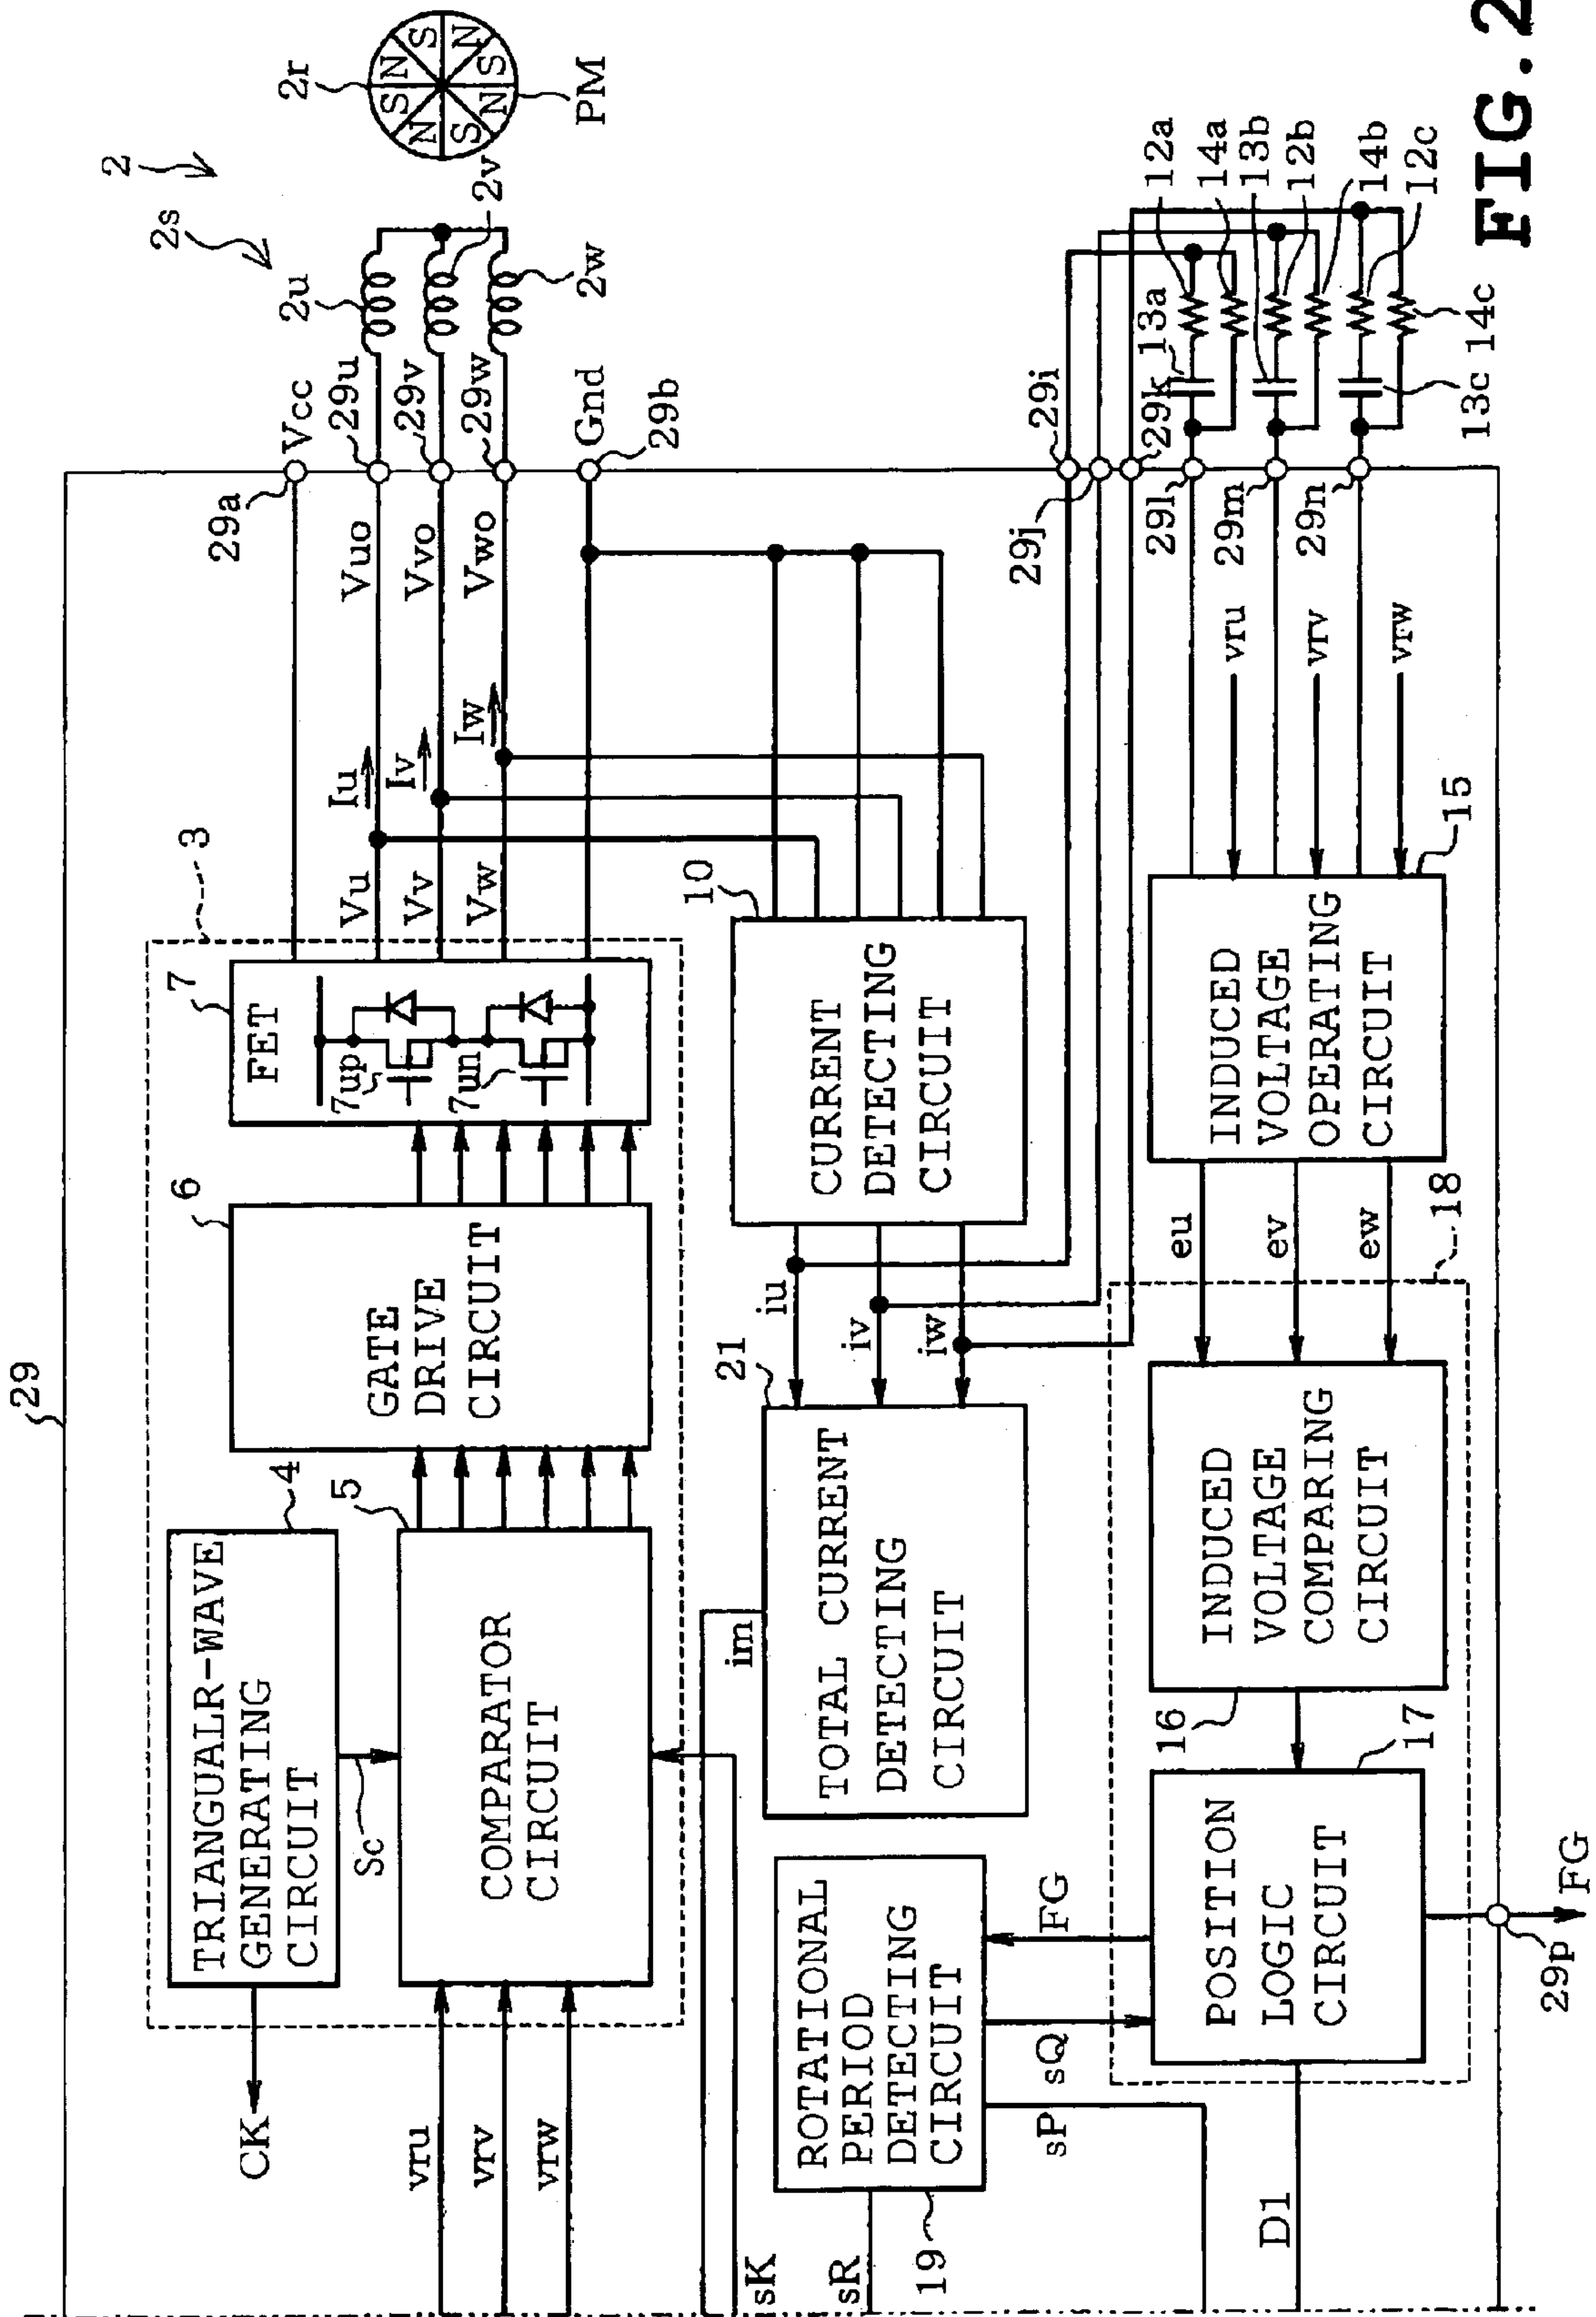 29
TRIANGUALR-WAVE
GENERATING
CIRCUIT
4
CK
Sc
5
COMPARATOR
CIRCUIT
vru
vrv
vrw
6
GATE
DRIVE
CIRCUIT
3
7
FET
7up
7un
Vu
Vv
Vw
Iu
Iv
Iw
Vuo
Vvo
Vwo
29a
Vcc
29u
29v
29w
Gnd
29b
2
2s
2u
2v
2w
2r
N
S
N
S
N
S
N
S
PM
sK
im
21
TOTAL CURRENT
DETECTING
CIRCUIT
iu
iv
iw
10
CURRENT
DETECTING
CIRCUIT
29i
29j
29k
29l
29m
29n
13a
12a
14a
13b
12b
14b
12c
13c
14c
sR
19
ROTATIONAL
PERIOD
DETECTING
CIRCUIT
FG
sQ
sP
D1
POSITION
LOGIC
CIRCUIT
17
16
INDUCED
VOLTAGE
COMPARING
CIRCUIT
18
eu
ev
ew
INDUCED
VOLTAGE
OPERATING
CIRCUIT
15
vru
vrv
vrw
29p
FG
FIG.2